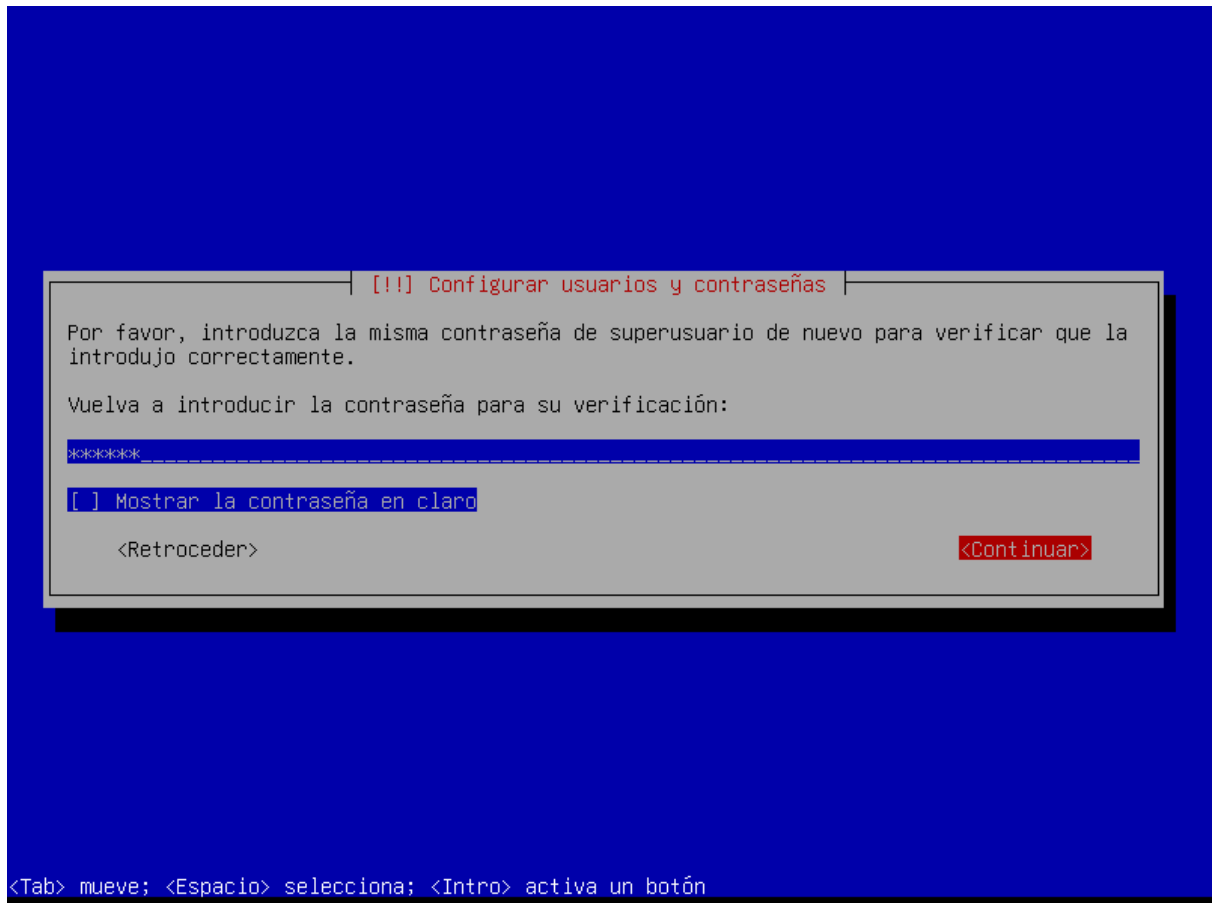 [!!] Configurar usuarios y contraseñas
Por favor, introduzca la misma contraseña de superusuario de nuevo para verificar que la
introdujo correctamente.
Vuelva a introducir la contraseña para su verificación:
******
[ ] Mostrar la contraseña en claro
<Retroceder> <Continuar>
<Tab> mueve; <Espacio> selecciona; <Intro> activa un botón